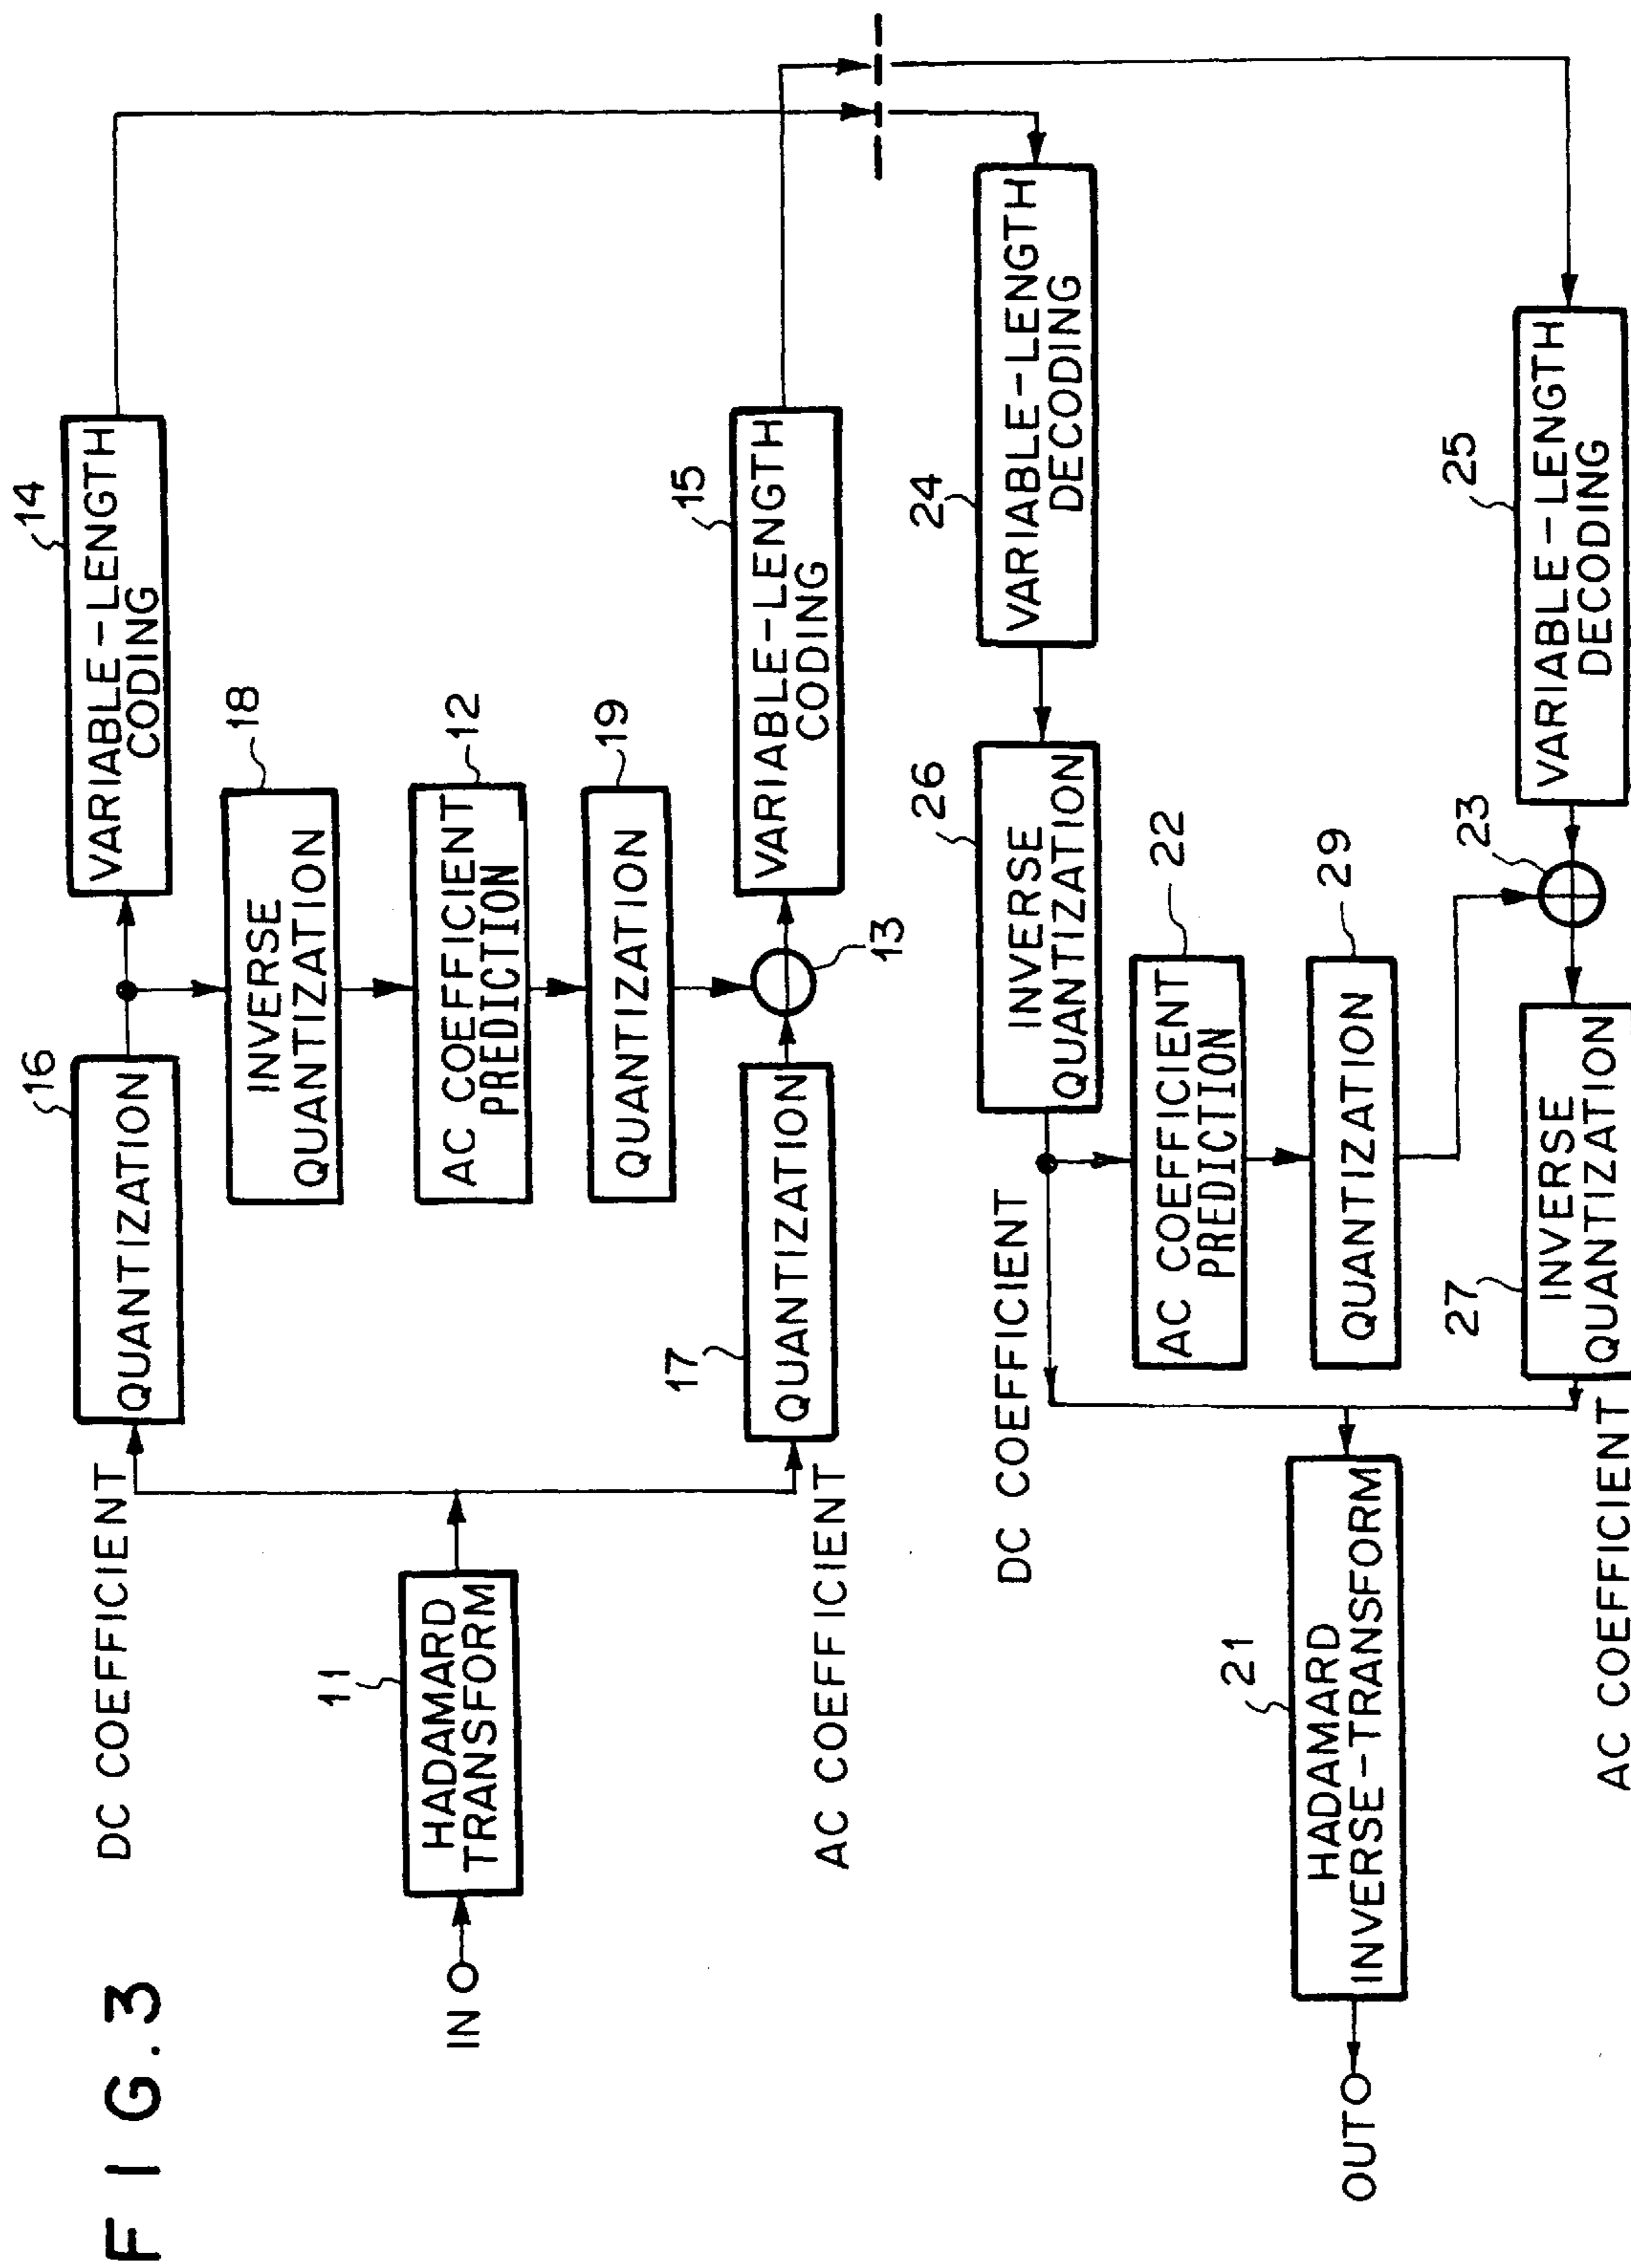 FIG.3
IN
11
HADAMARD
TRANSFORM
DC COEFFICIENT
AC COEFFICIENT
16
QUANTIZATION
14
VARIABLE-LENGTH
CODING
18
INVERSE
QUANTIZATION
12
AC COEFFICIENT
PREDICTION
19
QUANTIZATION
17
QUANTIZATION
13
15
VARIABLE-LENGTH
CODING
24
VARIABLE-LENGTH
DECODING
26
INVERSE
QUANTIZATION
DC COEFFICIENT
22
AC COEFFICIENT
PREDICTION
29
QUANTIZATION
23
25
VARIABLE-LENGTH
DECODING
27
INVERSE
QUANTIZATION
AC COEFFICIENT
21
HADAMARD
INVERSE-TRANSFORM
OUT